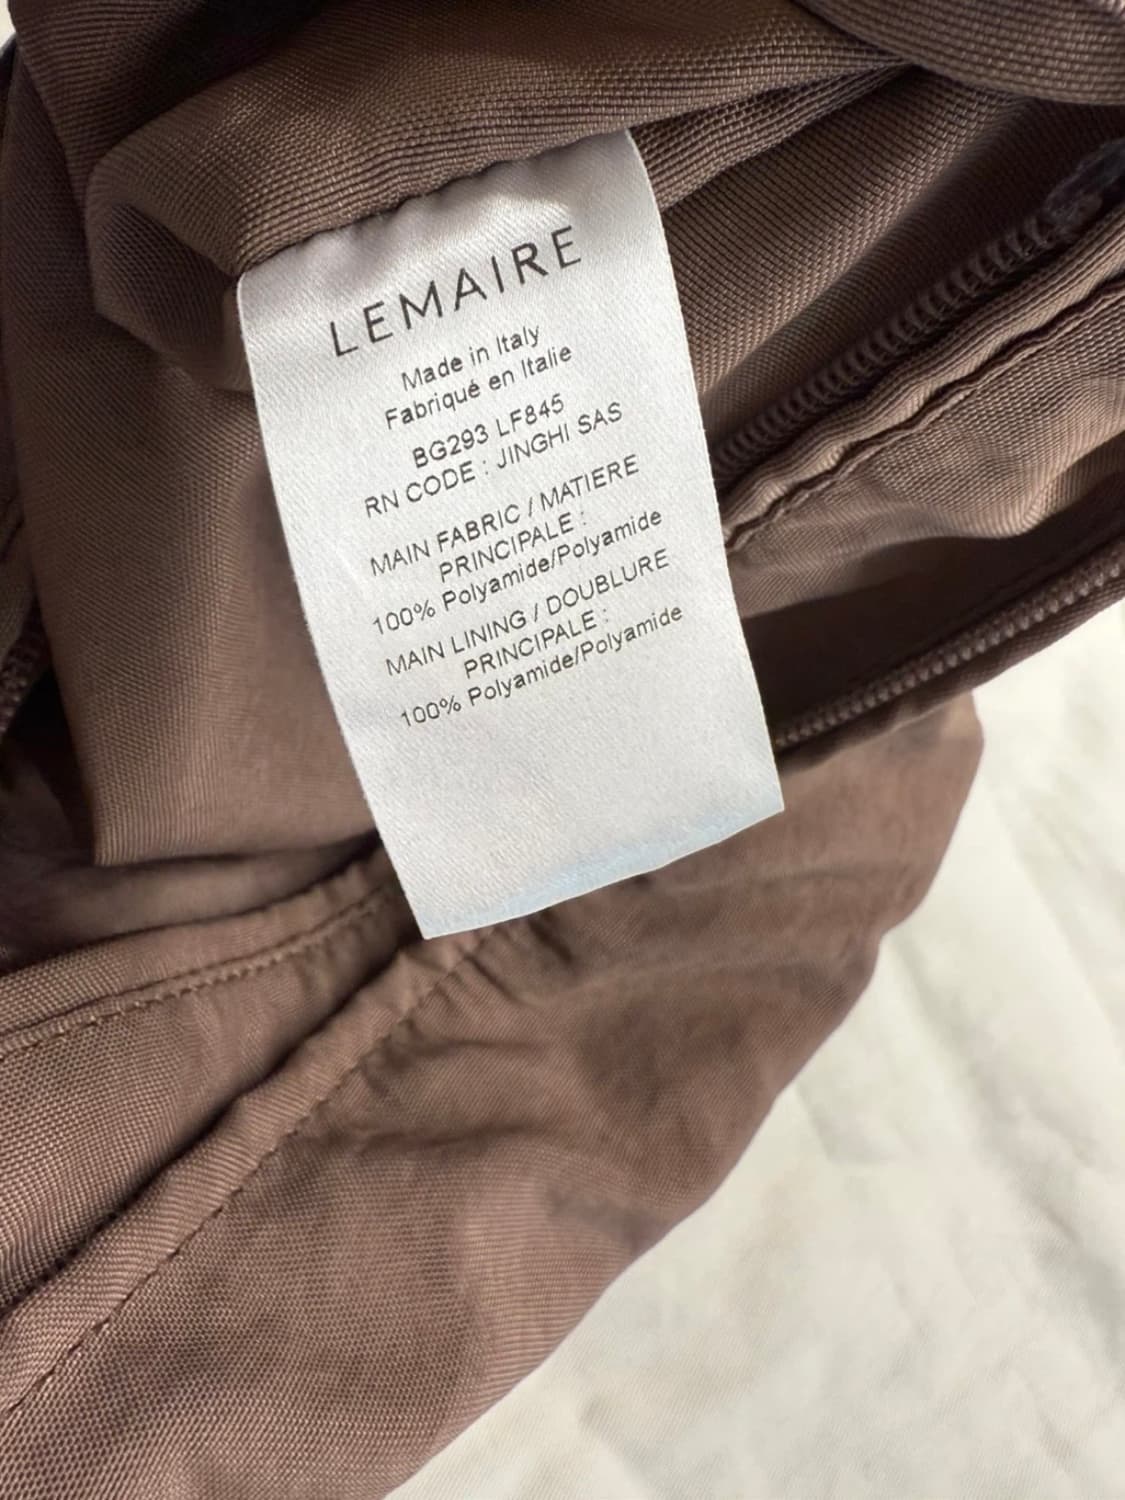 LEMAIRE
Made in Italy
Fabriqué en Italie
BG293 LF845
RN CODE : JINGHI SAS
MAIN FABRIC / MATIERE
PRINCIPALE :
100% Polyamide/Polyamide
MAIN LINING / DOUBLURE
PRINCIPALE :
100% Polyamide/Polyamide